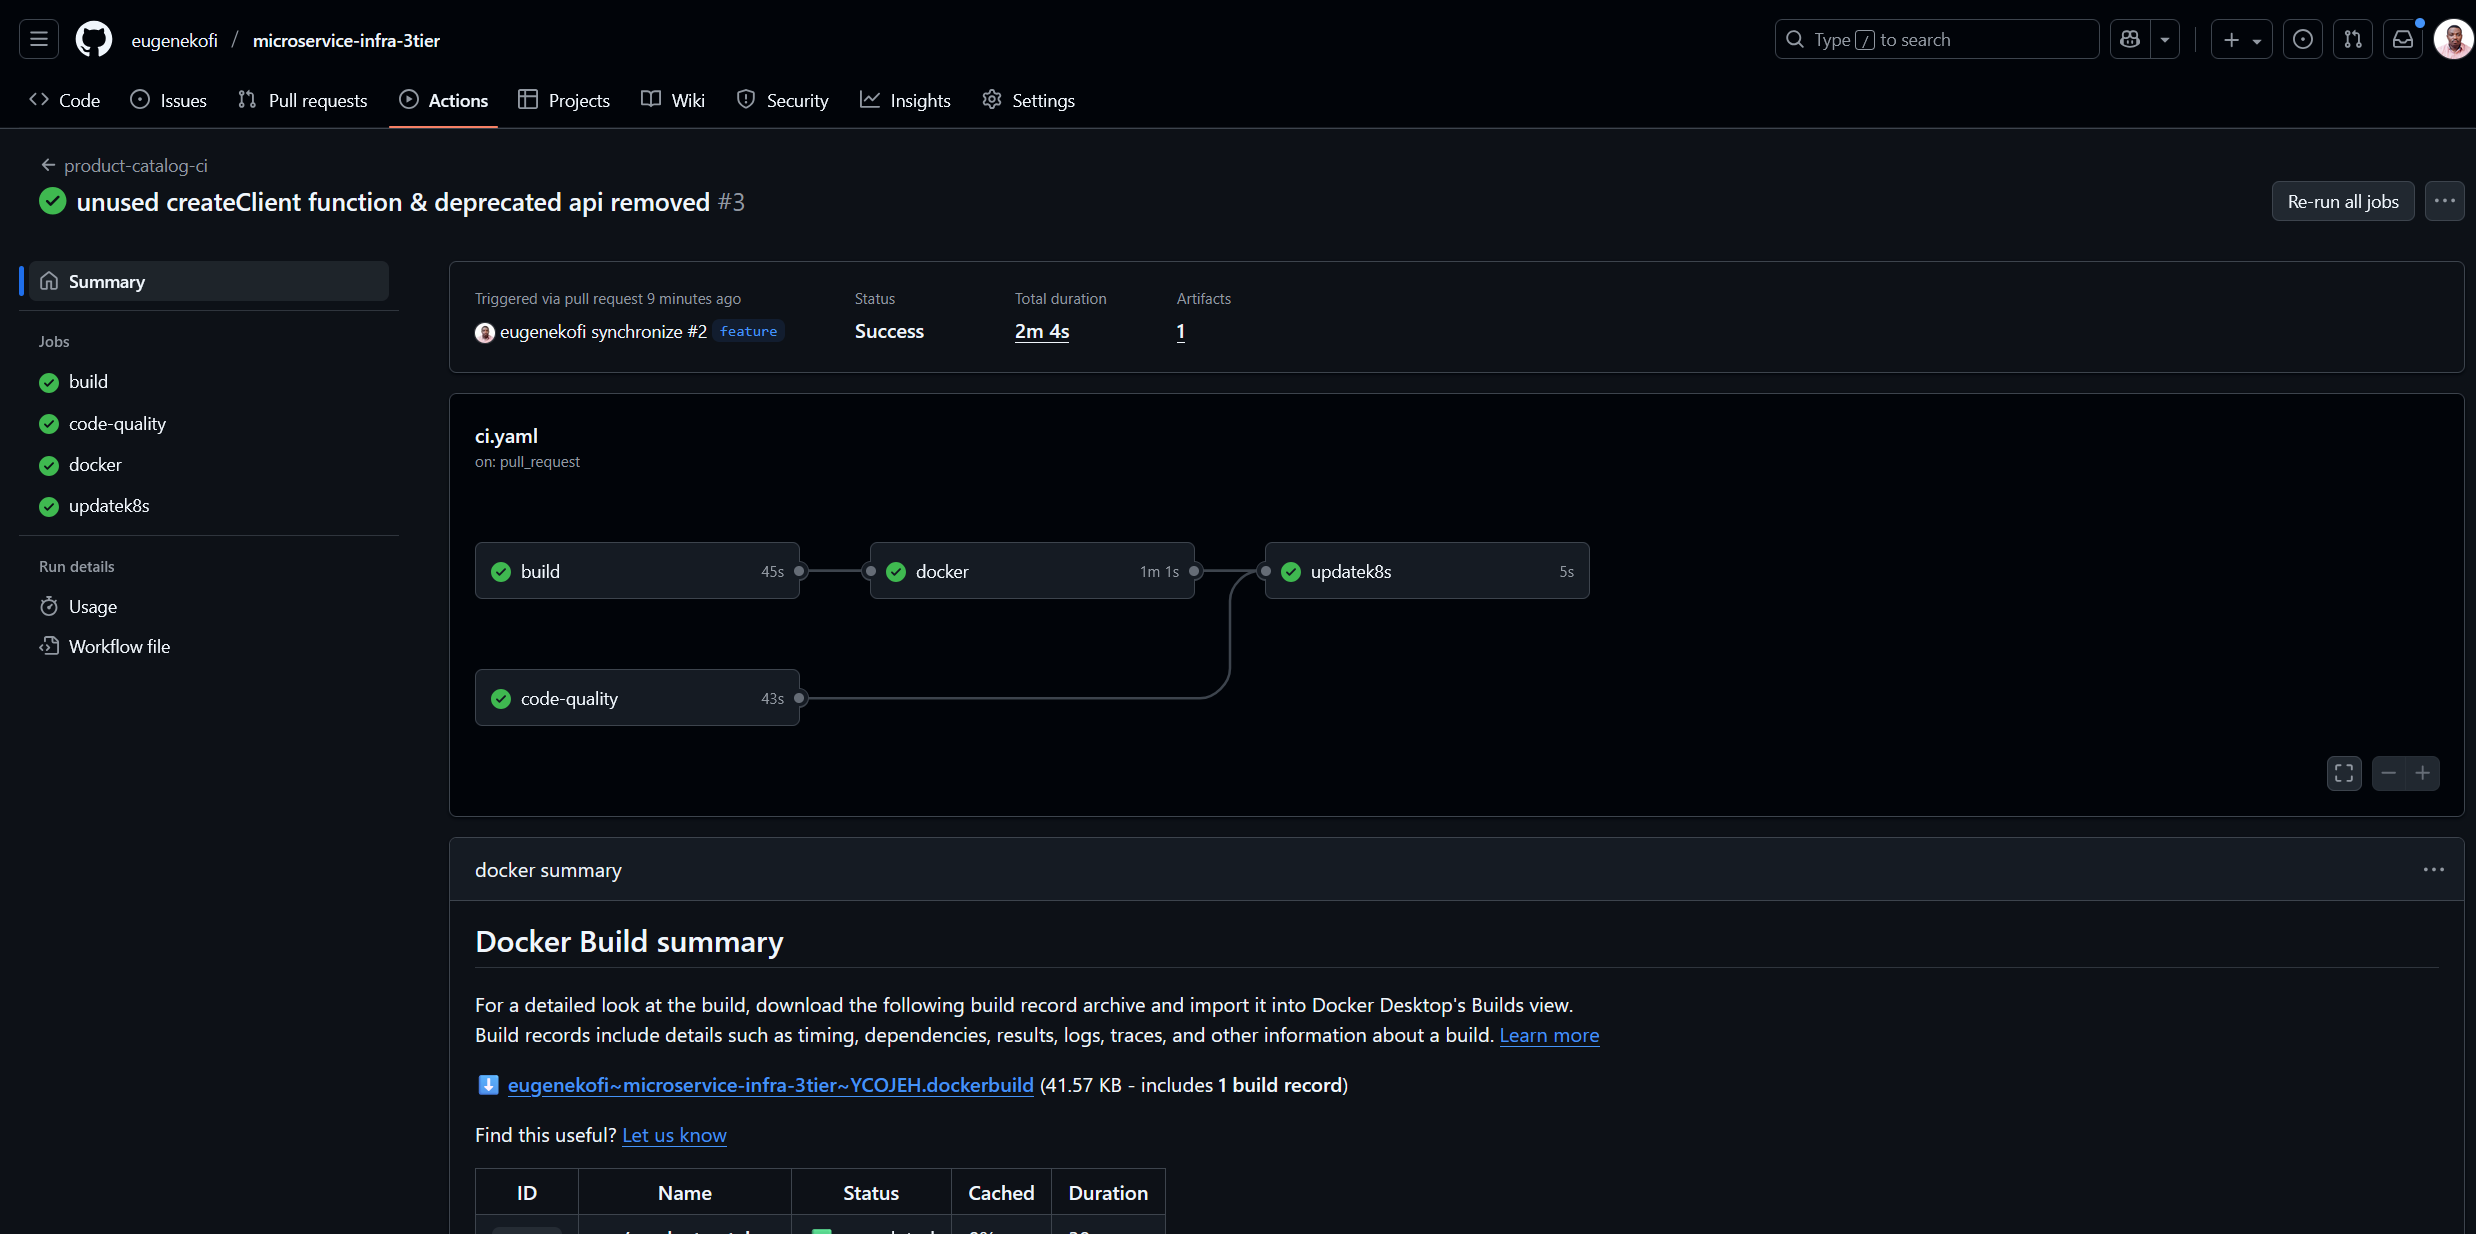 eugenekofi / microservice-infra-3tier
Type / to search
Code
Issues
Pull requests
Actions
Projects
Wiki
Security
Insights
Settings
product-catalog-ci
unused createClient function & deprecated api removed #3
Re-run all jobs
Summary
Jobs
build
code-quality
docker
updatek8s
Run details
Usage
Workflow file
Triggered via pull request 9 minutes ago
eugenekofi synchronize #2 feature
Status
Success
Total duration
2m 4s
Artifacts
1
ci.yaml
on: pull_request
build 45s
docker 1m 1s
updatek8s 5s
code-quality 43s
docker summary
Docker Build summary
For a detailed look at the build, download the following build record archive and import it into Docker Desktop's Builds view.
Build records include details such as timing, dependencies, results, logs, traces, and other information about a build. Learn more
eugenekofi~microservice-infra-3tier~YCOJEH.dockerbuild (41.57 KB - includes 1 build record)
Find this useful? Let us know
ID Name Status Cached Duration